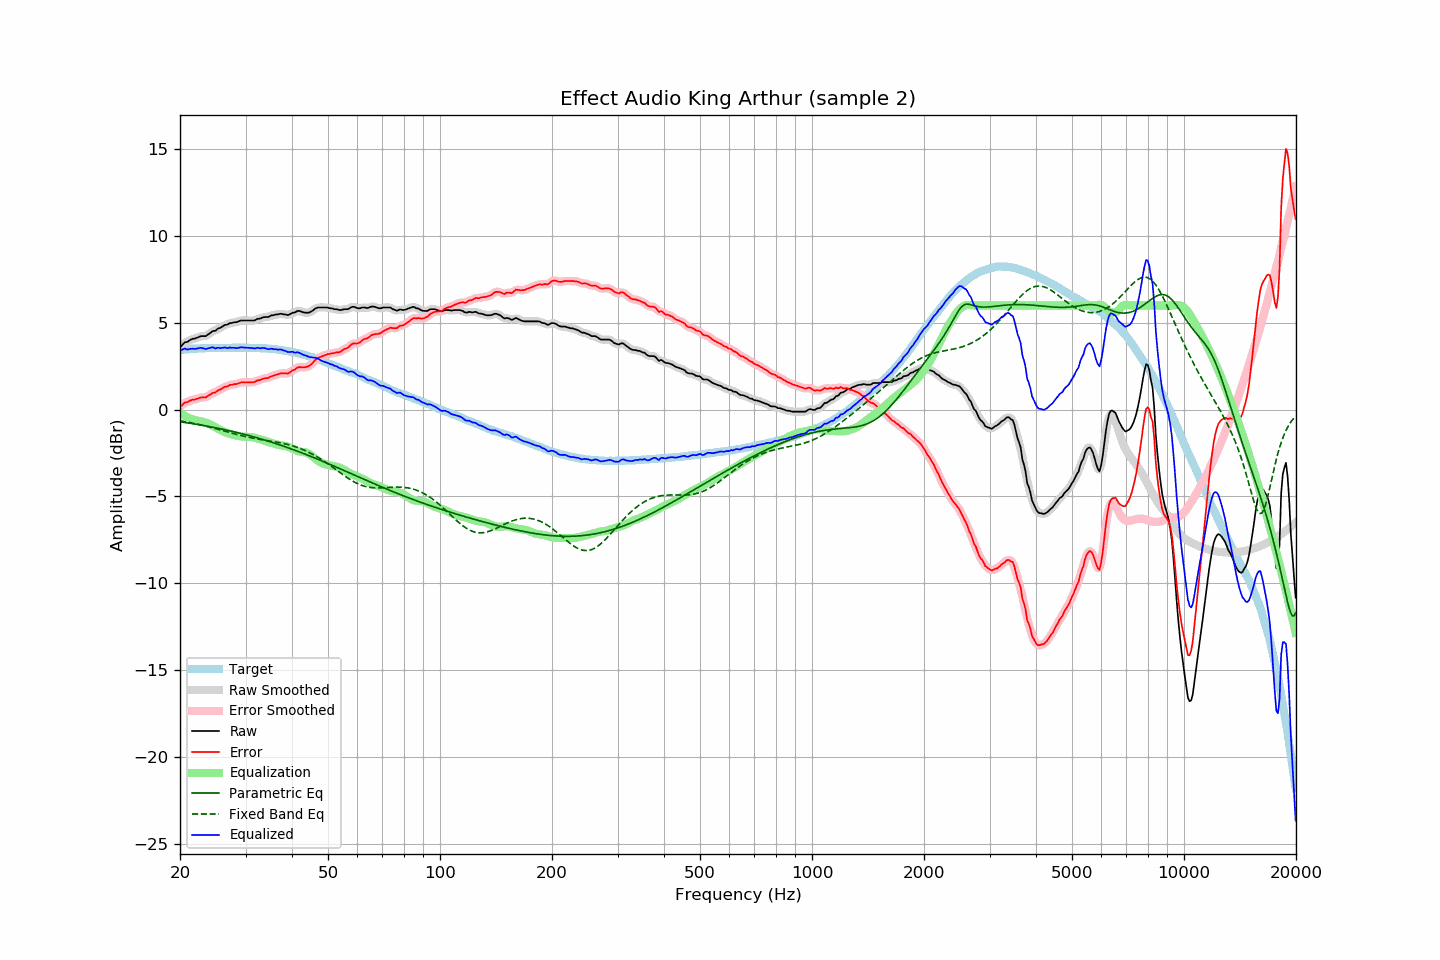 Effect Audio King Arthur (sample 2)
Amplitude (dBr)
15
10
5
0
−5
−10
−15
−20
−25
Target
Raw Smoothed
Error Smoothed
Raw
Error
Equalization
Parametric Eq
Fixed Band Eq
Equalized
20 50 100 200 500 1000 2000 5000 10000 20000
Frequency (Hz)